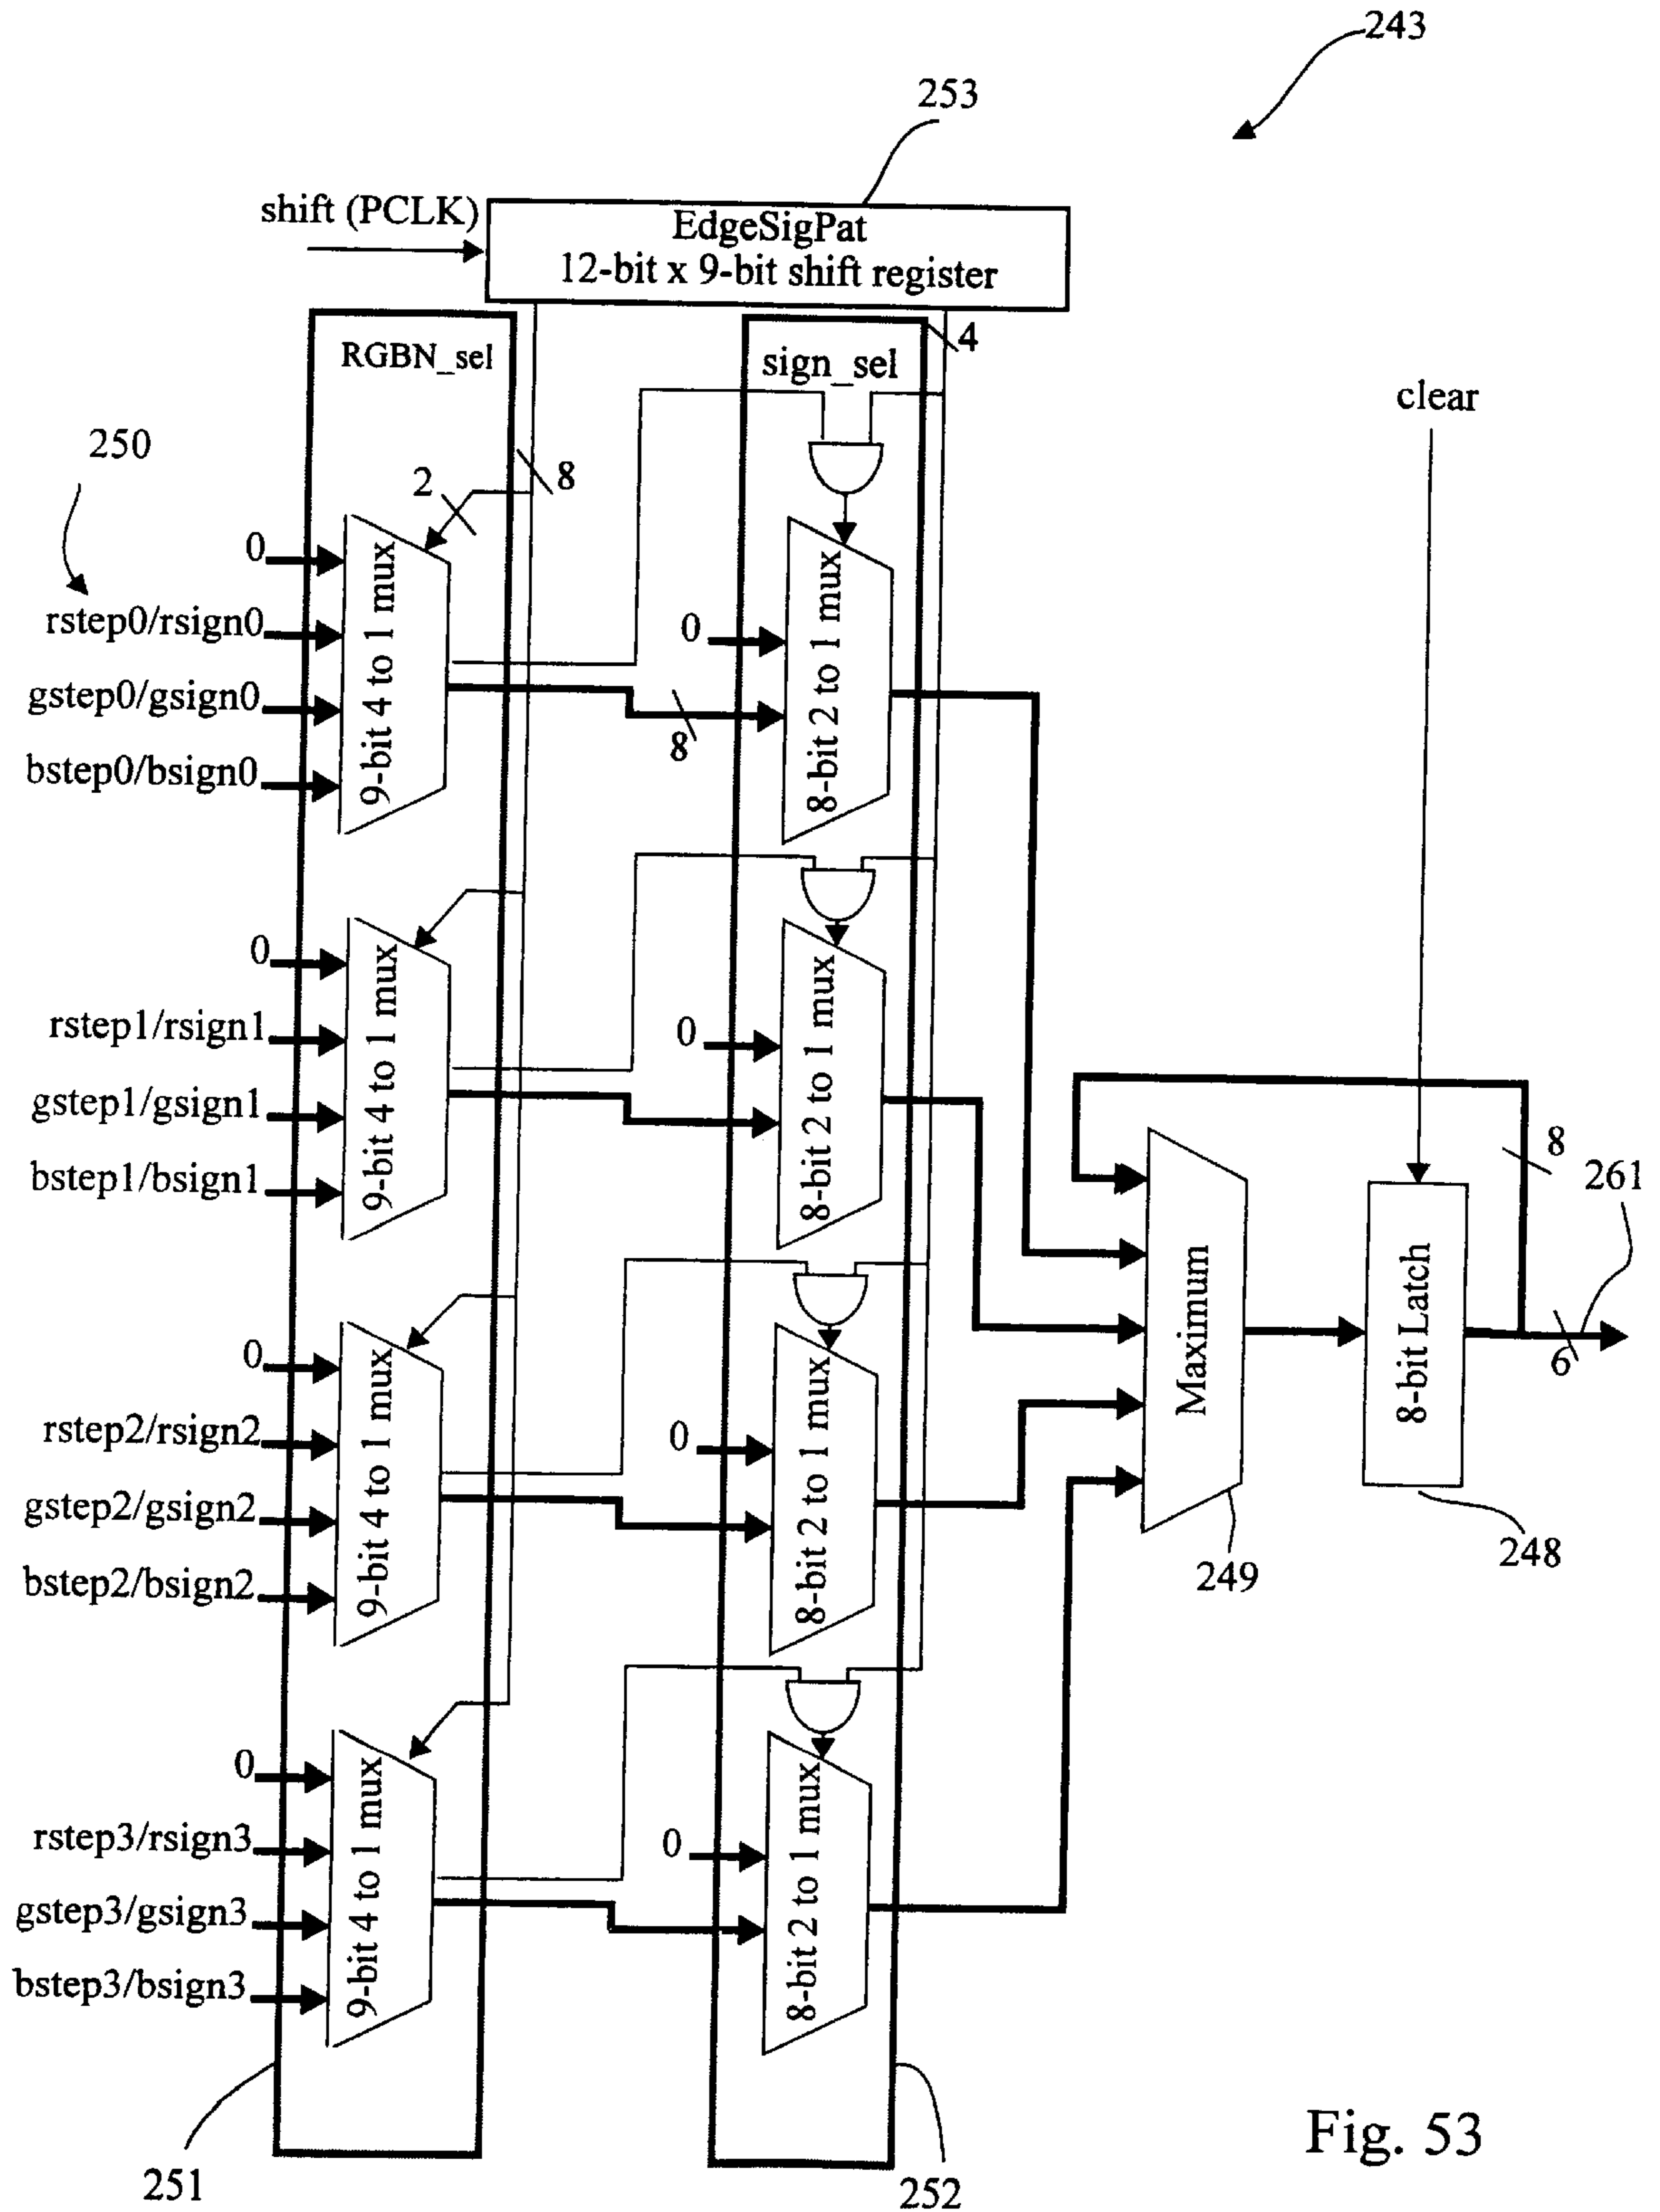 243
253
shift (PCLK)
EdgeSigPat
12-bit x 9-bit shift register
RGBN_sel
sign_sel
4
clear
250
2
8
0
rstep0/rsign0
gstep0/gsign0
bstep0/bsign0
9-bit 4 to 1 mux
0
8
8-bit 2 to 1 mux
0
rstep1/rsign1
gstep1/gsign1
bstep1/bsign1
9-bit 4 to 1 mux
0
8-bit 2 to 1 mux
0
rstep2/rsign2
gstep2/gsign2
bstep2/bsign2
9-bit 4 to 1 mux
0
8-bit 2 to 1 mux
0
rstep3/rsign3
gstep3/gsign3
bstep3/bsign3
9-bit 4 to 1 mux
0
8-bit 2 to 1 mux
Maximum
8-bit Latch
8
261
6
249
248
251
252
Fig. 53